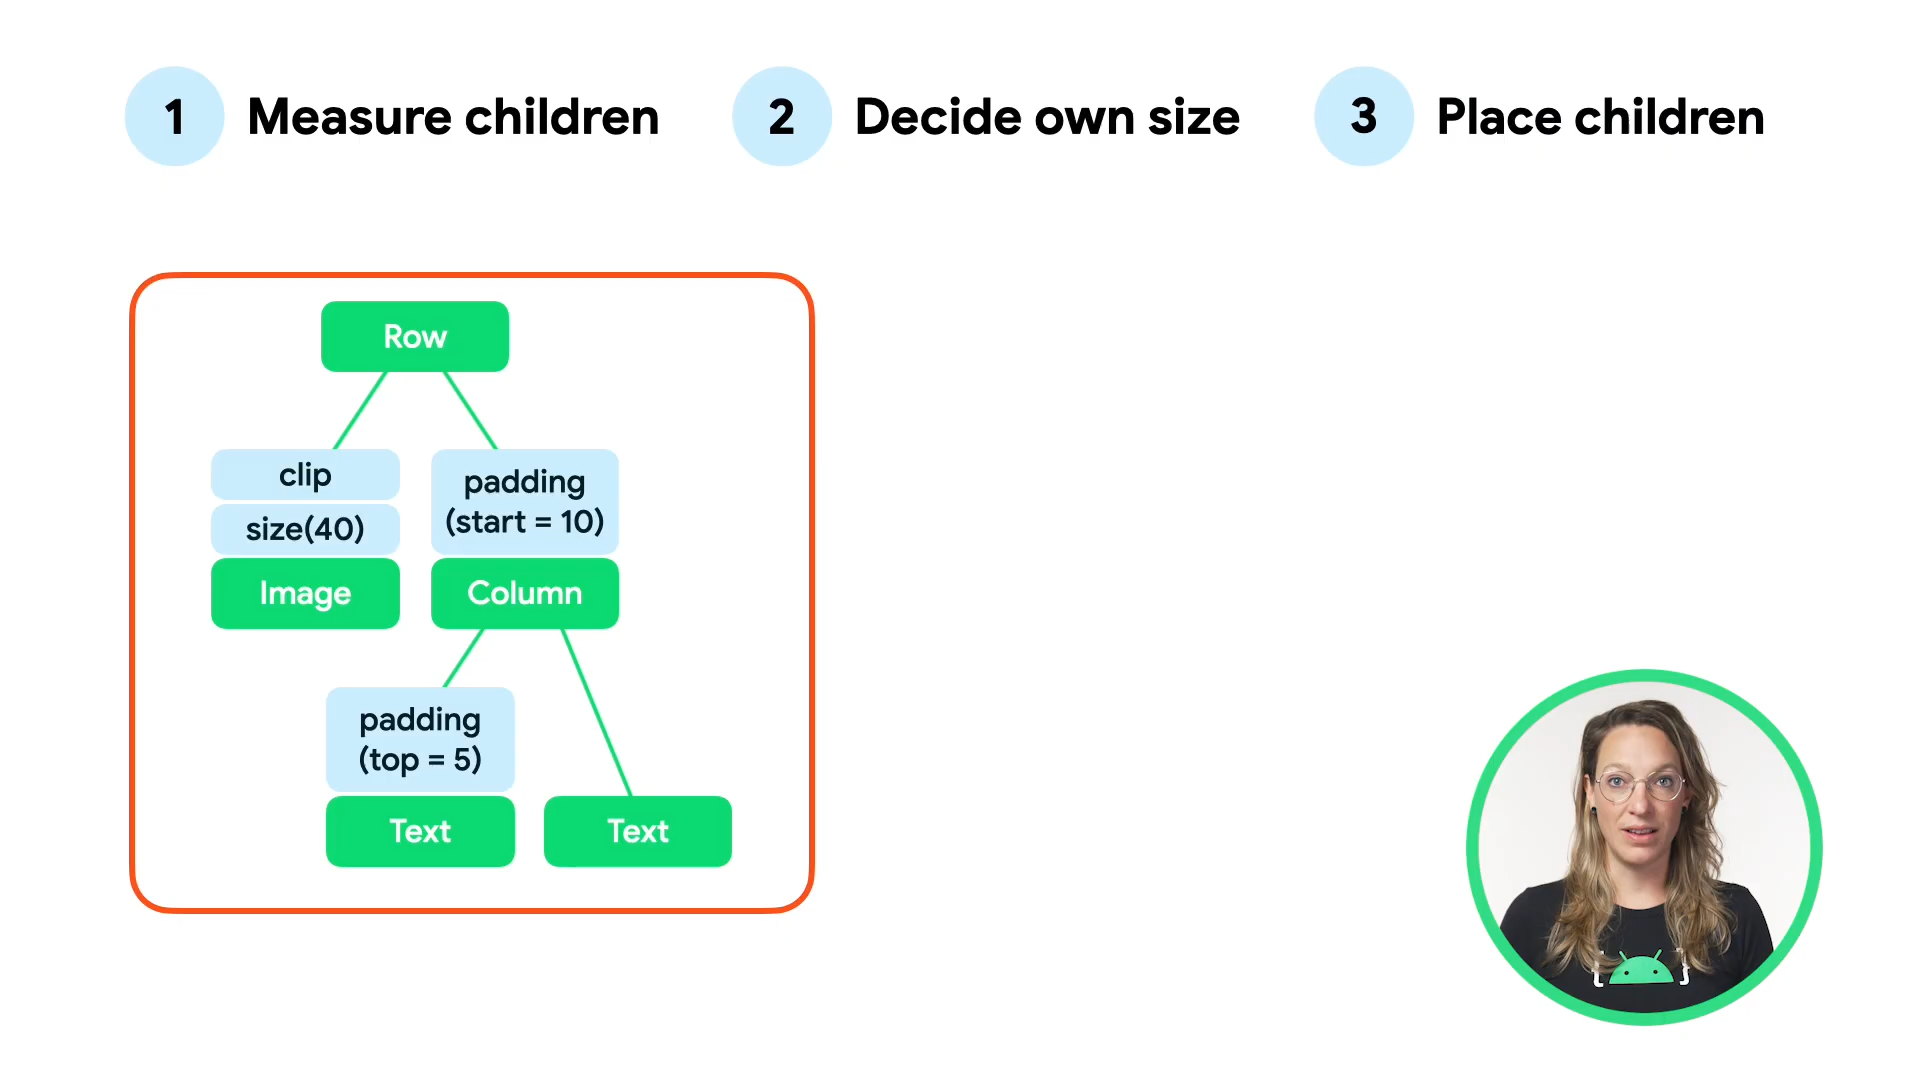 1 Measure children
2 Decide own size
3 Place children
Row
clip
size(40)
Image
padding
(start = 10)
Column
padding
(top = 5)
Text
Text